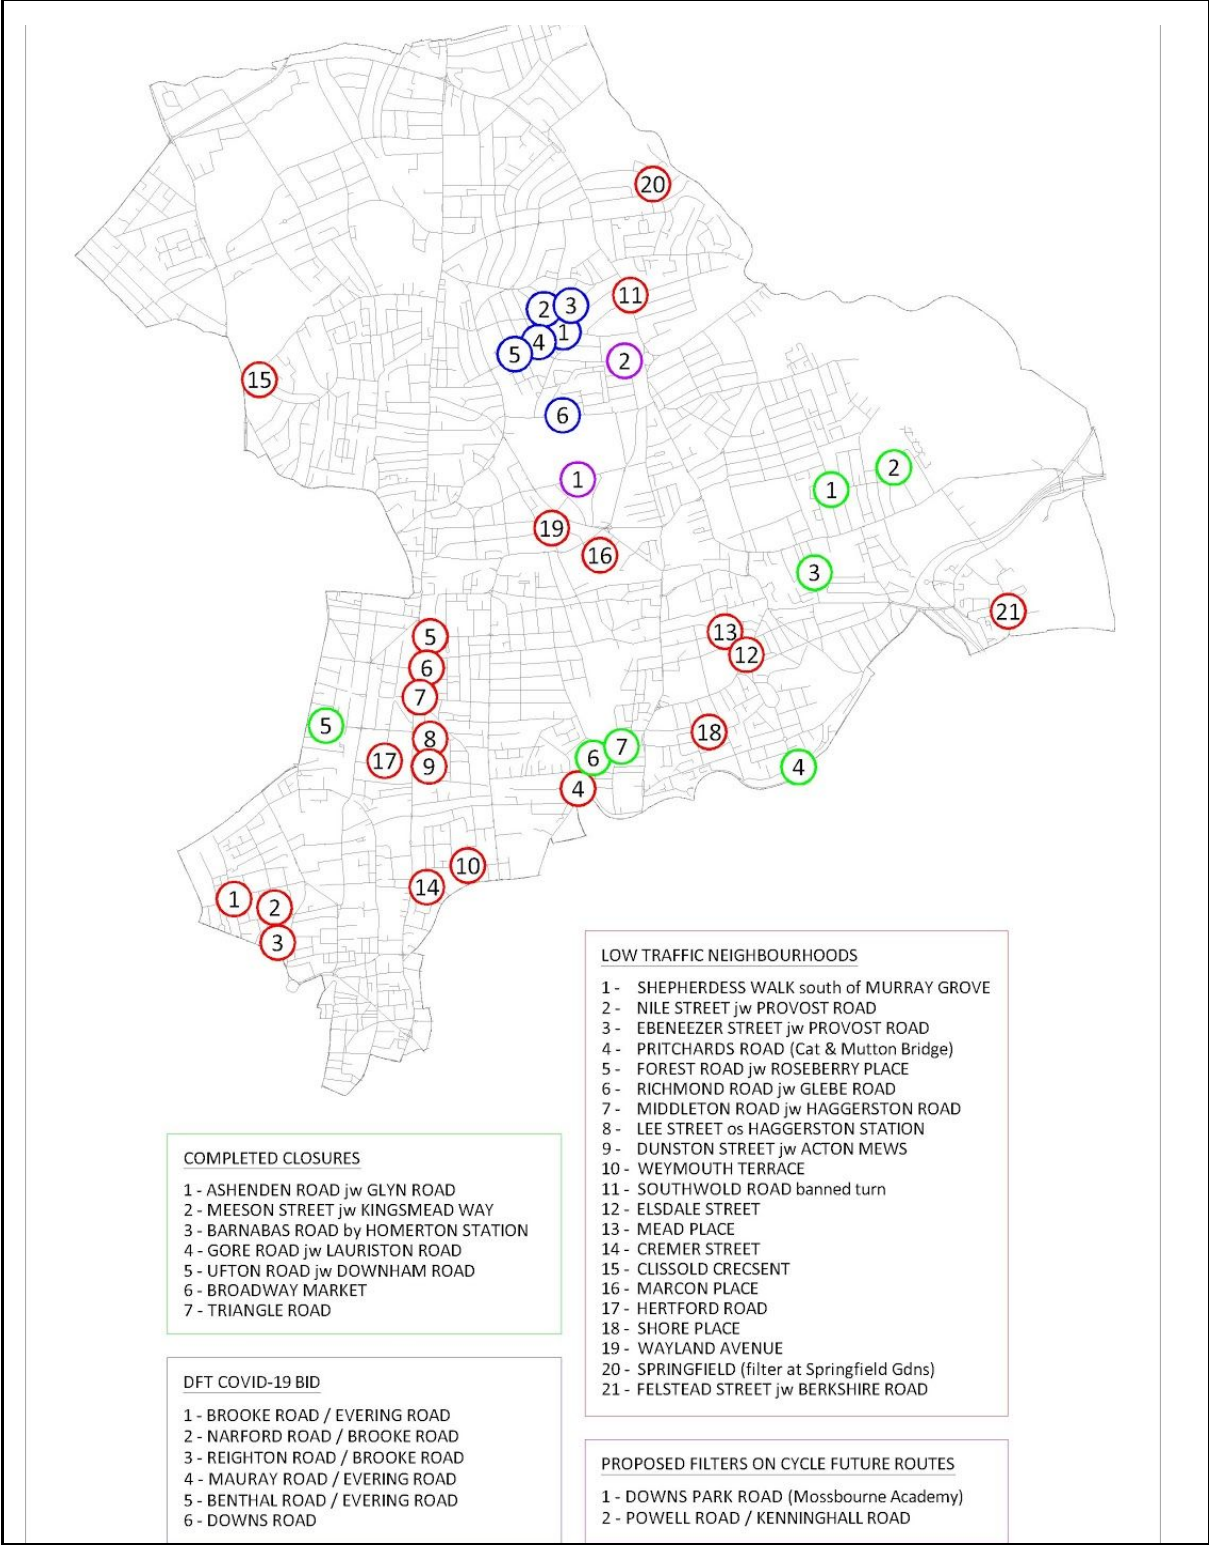 20
11
2
3
1
4
5
2
15
6
1
2
1
19
16
3
21
13
12
5
6
7
5
8
17
9
18
7
6
4
4
10
14
1
2
3
LOW TRAFFIC NEIGHBOURHOODS
1 - SHEPHERDESS WALK south of MURRAY GROVE
2 - NILE STREET jw PROVOST ROAD
3 - EBENEEZER STREET jw PROVOST ROAD
4 - PRITCHARDS ROAD (Cat & Mutton Bridge)
5 - FOREST ROAD jw ROSEBERRY PLACE
6 - RICHMOND ROAD jw GLEBE ROAD
7 - MIDDLETON ROAD jw HAGGERSTON ROAD
8 - LEE STREET os HAGGERSTON STATION
9 - DUNSTON STREET jw ACTON MEWS
10 - WEYMOUTH TERRACE
11 - SOUTHWOLD ROAD banned turn
12 - ELSDALE STREET
13 - MEAD PLACE
14 - CREMER STREET
15 - CLISSOLD CRECSENT
16 - MARCON PLACE
17 - HERTFORD ROAD
18 - SHORE PLACE
19 - WAYLAND AVENUE
20 - SPRINGFIELD (filter at Springfield Gdns)
21 - FELSTEAD STREET jw BERKSHIRE ROAD
COMPLETED CLOSURES
1 - ASHENDEN ROAD jw GLYN ROAD
2 - MEESON STREET jw KINGSMEAD WAY
3 - BARNABAS ROAD by HOMERTON STATION
4 - GORE ROAD jw LAURISTON ROAD
5 - UFTON ROAD jw DOWNHAM ROAD
6 - BROADWAY MARKET
7 - TRIANGLE ROAD
DFT COVID-19 BID
1 - BROOKE ROAD / EVERING ROAD
2 - NARFORD ROAD / BROOKE ROAD
3 - REIGHTON ROAD / BROOKE ROAD
4 - MAURAY ROAD / EVERING ROAD
5 - BENTHAL ROAD / EVERING ROAD
6 - DOWNS ROAD
PROPOSED FILTERS ON CYCLE FUTURE ROUTES
1 - DOWNS PARK ROAD (Mossbourne Academy)
2 - POWELL ROAD / KENNINGHALL ROAD